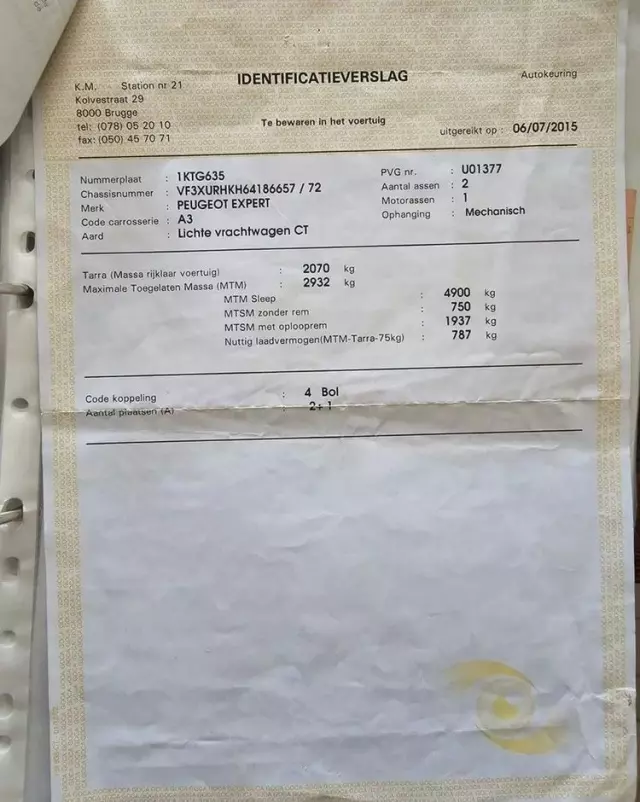 IDENTIFICATIEVERSLAG
Autokeuring
K.M. Station nr 21
Kolvestraat 29
8000 Brugge
tel: (078) 05 20 10
fax: (050) 45 70 71
Te bewaren in het voertuig
uitgereikt op : 06/07/2015
Nummerplaat : 1KTG635
Chassisnummer : VF3XURHKH64186657 / 72
Merk : PEUGEOT EXPERT
Code carrosserie : A3
Aard : Lichte vrachtwagen CT
PVG nr. : U01377
Aantal assen : 2
Motorassen : 1
Ophanging : Mechanisch
Tarra (Massa rijklaar voertuig) : 2070 kg
Maximale Toegelaten Massa (MTM) : 2932 kg
MTM Sleep : 4900 kg
MTSM zonder rem : 750 kg
MTSM met oplooprem : 1937 kg
Nuttig laadvermogen(MTM-Tarra-75kg) : 787 kg
Code koppeling : 4 Bol
Aantal plaatsen (A) : 2+1